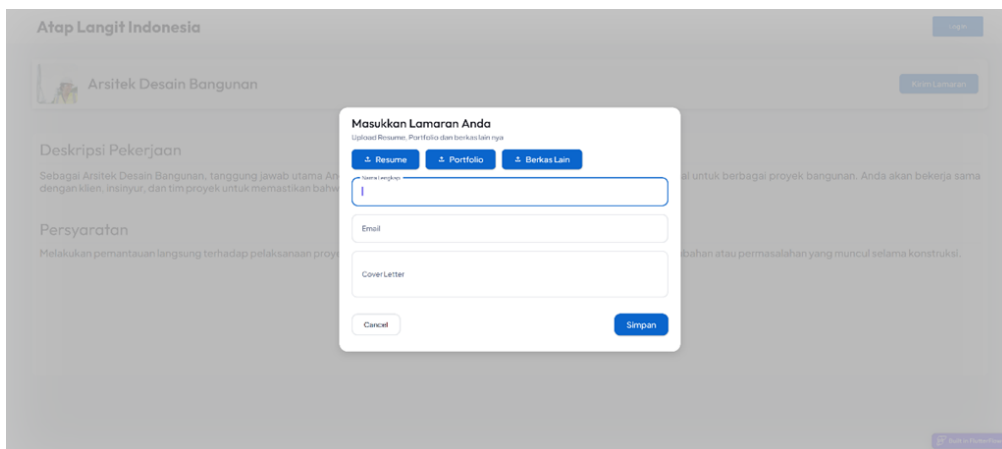 Atap Langit Indonesia
Login
Arsitek Desain Bangunan
Kirim Lamaran
Masukkan Lamaran Anda
Upload Resume, Portfolio dan berkas lain nya
Resume
Portfolio
Berkas Lain
Nama Lengkap
Email
Cover Letter
Cancel
Simpan
Deskripsi Pekerjaan
Sebagai Arsitek Desain Bangunan, tanggung jawab utama An
al untuk berbagai proyek bangunan. Anda akan bekerja sama
dengan klien, insinyur, dan tim proyek untuk memastikan bahw
Persyaratan
Melakukan pemantauan langsung terhadap pelaksanaan proye
bahan atau permasalahan yang muncul selama konstruksi.